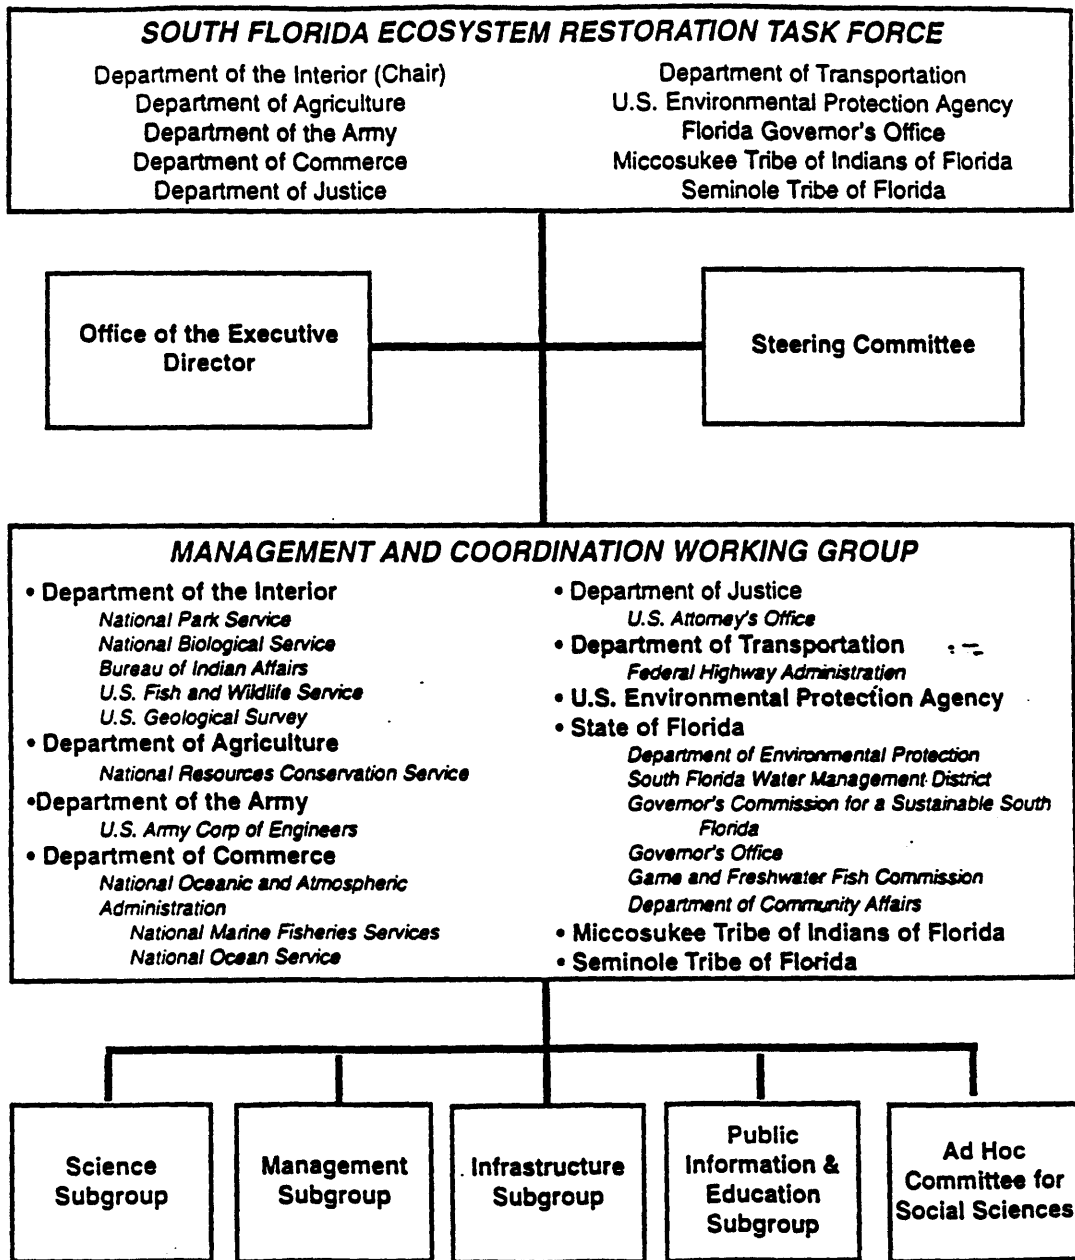 SOUTH FLORIDA ECOSYSTEM RESTORATION TASK FORCE
Department of the Interior (Chair)
Department of Agriculture
Department of the Army
Department of Commerce
Department of Justice
Department of Transportation
U.S. Environmental Protection Agency
Florida Governor's Office
Miccosukee Tribe of Indians of Florida
Seminole Tribe of Florida
Office of the Executive
Director
Steering Committee
MANAGEMENT AND COORDINATION WORKING GROUP
• Department of the Interior
National Park Service
National Biological Service
Bureau of Indian Affairs
U.S. Fish and Wildlife Service
U.S. Geological Survey
• Department of Agriculture
National Resources Conservation Service
•Department of the Army
U.S. Army Corp of Engineers
• Department of Commerce
National Oceanic and Atmospheric
Administration
National Marine Fisheries Services
National Ocean Service
• Department of Justice
U.S. Attorney's Office
• Department of Transportation
Federal Highway Administration
• U.S. Environmental Protection Agency
• State of Florida
Department of Environmental Protection
South Florida Water Management District
Governor's Commission for a Sustainable South
Florida
Governor's Office
Game and Freshwater Fish Commission
Department of Community Affairs
• Miccosukee Tribe of Indians of Florida
• Seminole Tribe of Florida
Science
Subgroup
Management
Subgroup
Infrastructure
Subgroup
Public
Information &
Education
Subgroup
Ad Hoc
Committee for
Social Sciences